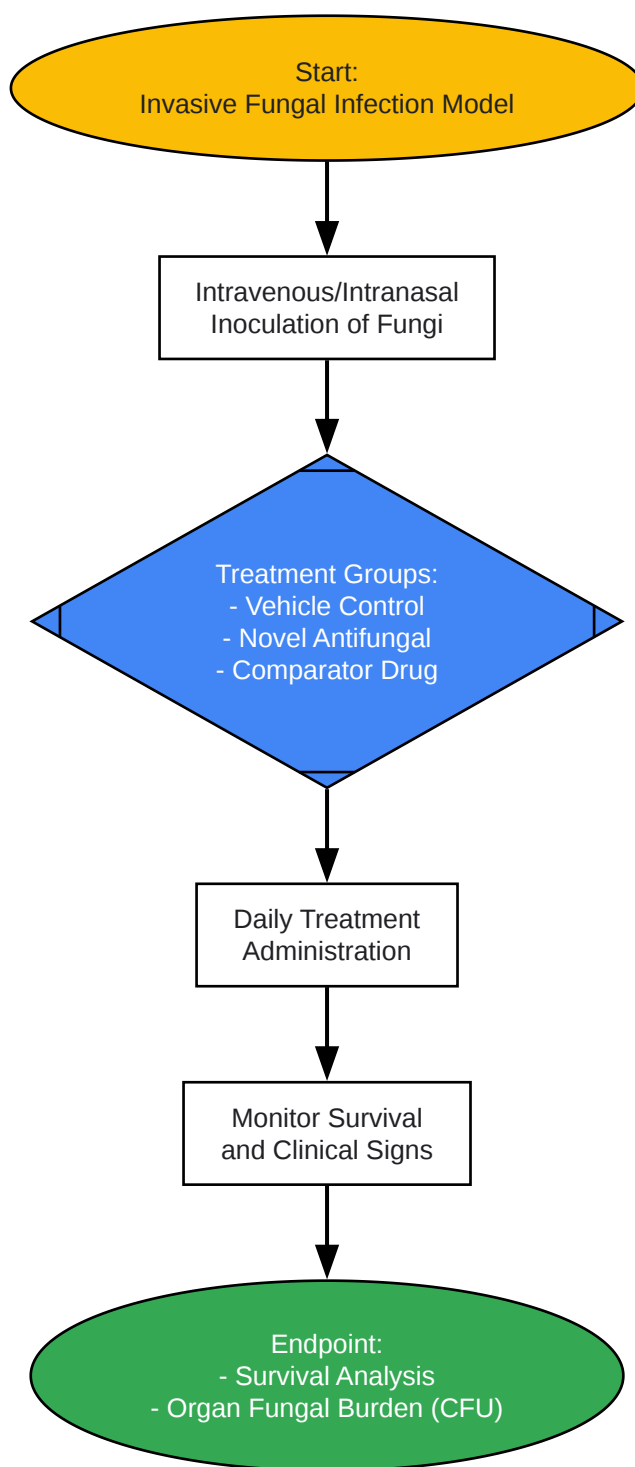 Start:
Invasive Fungal Infection Model
Intravenous/Intranasal
Inoculation of Fungi
Treatment Groups:
- Vehicle Control
- Novel Antifungal
- Comparator Drug
Daily Treatment
Administration
Monitor Survival
and Clinical Signs
Endpoint:
- Survival Analysis
- Organ Fungal Burden (CFU)